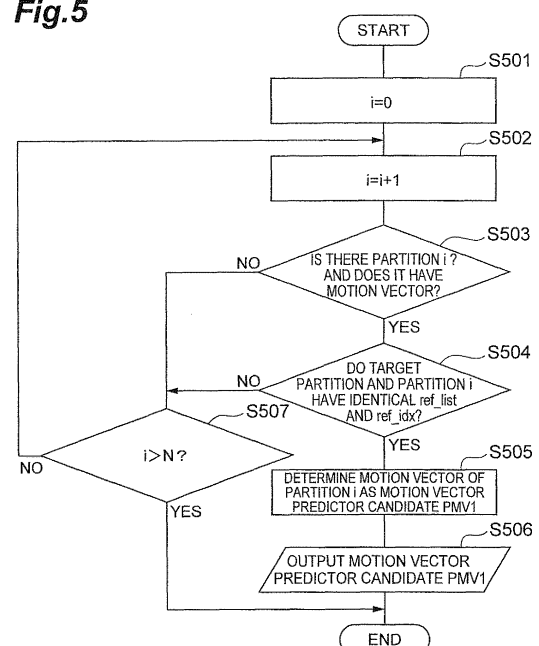 Fig.5
START
S501
i=0
S502
i=i+1
S503
IS THERE PARTITION i ?
AND DOES IT HAVE
MOTION VECTOR?
NO
YES
S504
DO TARGET
PARTITION AND PARTITION i
HAVE IDENTICAL ref_list
AND ref_idx?
NO
YES
S507
i>N?
NO
YES
S505
DETERMINE MOTION VECTOR OF
PARTITION i AS MOTION VECTOR
PREDICTOR CANDIDATE PMV1
S506
OUTPUT MOTION VECTOR
PREDICTOR CANDIDATE PMV1
END